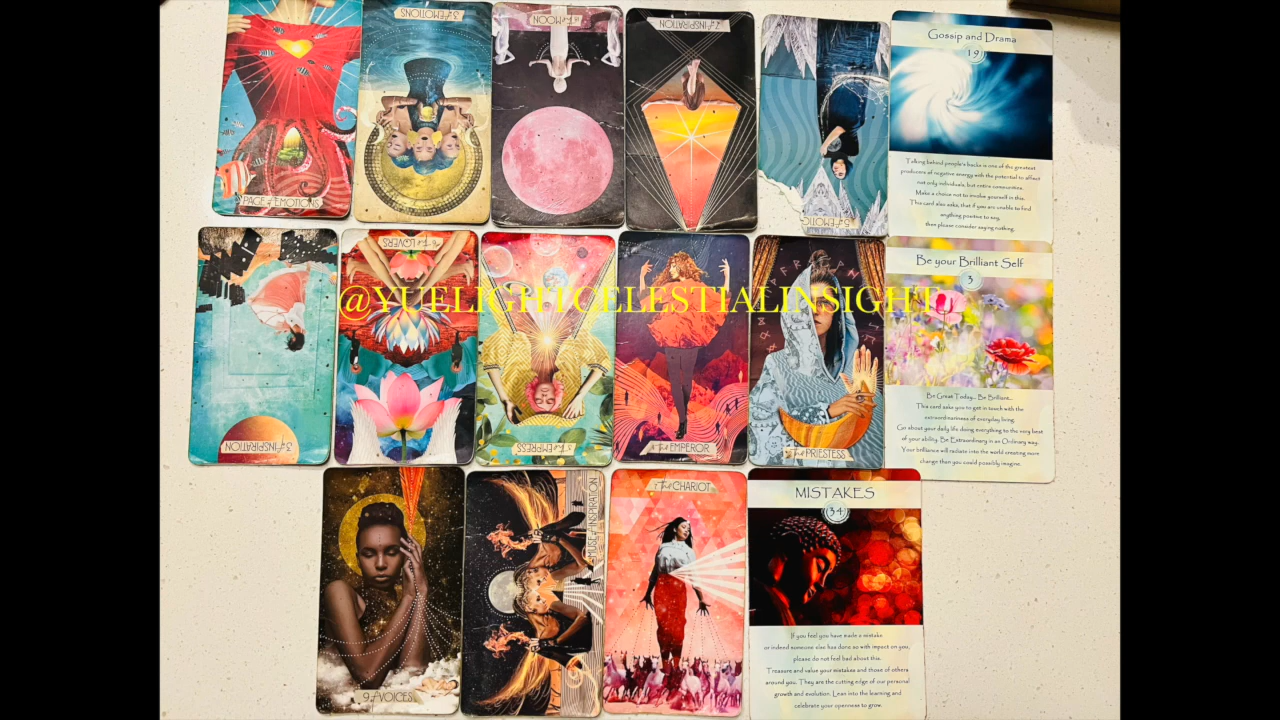 PAGE of EMOTIONS
3 of EMOTIONS
18 The MOON
INSPIRATION
5 of EMOTIO
Gossip and Drama
19
Talking behind people's backs is one of the greatest
producers of negative energy with the potential to affect
not only individuals, but entire communities.
Make a choice not to involve yourself in this.
This card also asks, that if you are unable to find
anything positive to say,
then please consider saying nothing.
3 of INSPIRATION
6 The LOVERS
3 The EMPRESS
4 The EMPEROR
The PRIESTESS
Be your Brilliant Self
3
Be Great Today... Be Brilliant...
This card asks you to get in touch with the
extraordinariness of everyday living.
Go about your daily life doing everything to the very best
of your ability. Be Extraordinary in an Ordinary way.
Your brilliance will radiate into the world creating more
change than you could possibly imagine.
@YUELIGHTCELESTIALINSIGHT
9 of VOICES
MUSE of INSPIRATION
7 The CHARIOT
MISTAKES
34
If you feel you have made a mistake
or indeed someone else has done so with impact on you,
please do not feel bad about this.
Treasure and value your mistakes and those of others
around you. They are the cutting edge of our personal
growth and evolution. Lean into the learning and
celebrate your openness to grow.